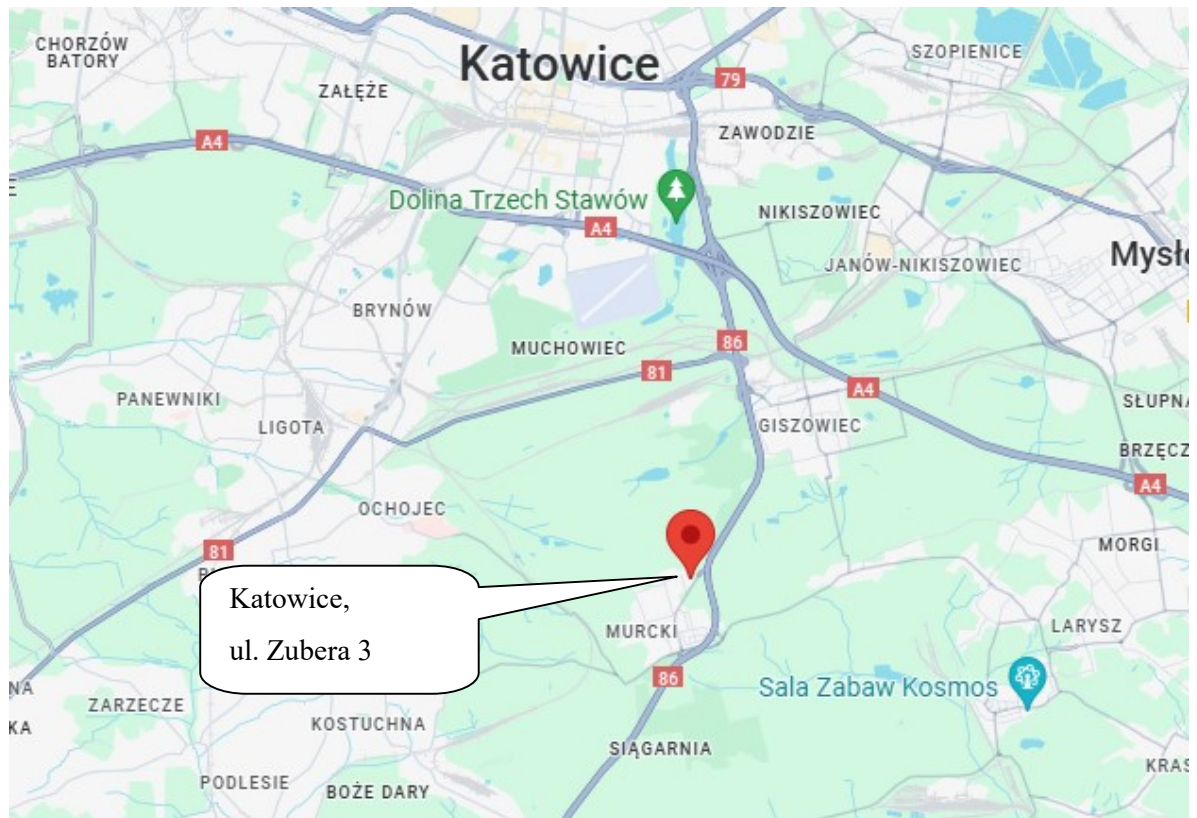 CHORZÓW
BATORY
Katowice
SZOPIENICE
ZAŁĘŻE
79
A4
ZAWODZIE
Dolina Trzech Stawów
NIKISZOWIEC
A4
JANÓW-NIKISZOWIEC
BRYNÓW
MUCHOWIEC
86
81
A4
PANEWNIKI
LIGOTA
GISZOWIEC
OCHOJEC
A4
81
MORGI
Katowice,
ul. Zubera 3
MURCKI
LARYSZ
86
Sala Zabaw Kosmos
ZARZECZE
KOSTUCHNA
SIĄGARNIA
PODLESIE
BOŻE DARY